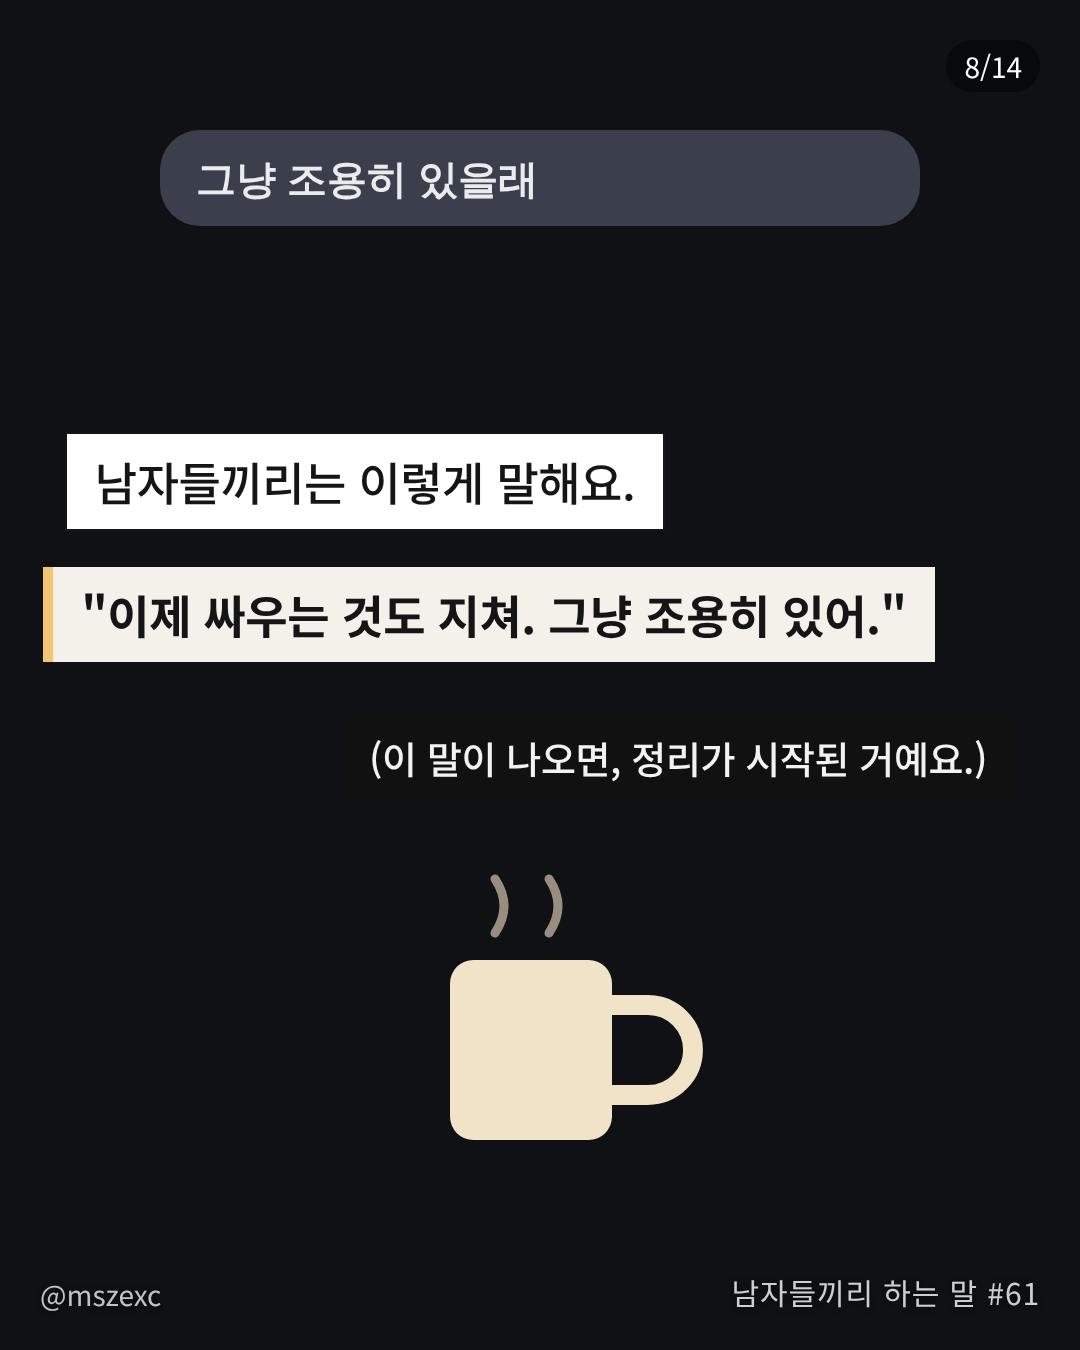 8/14
그냥 조용히 있을래
남자들끼리는 이렇게 말해요.
"이제 싸우는 것도 지쳐. 그냥 조용히 있어."
(이 말이 나오면, 정리가 시작된 거예요.)
@mszexc
남자들끼리 하는 말 #61